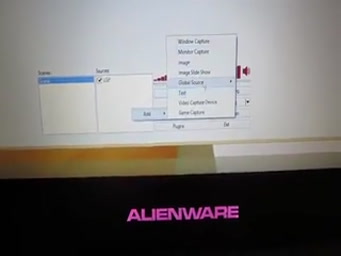 Window Capture
Monitor Capture
Image
Image Slide Show
Global Source
Text
Video Capture Device
Game Capture
Scenes:
Sources:
Add
Plugins
Exit
ALIENWARE